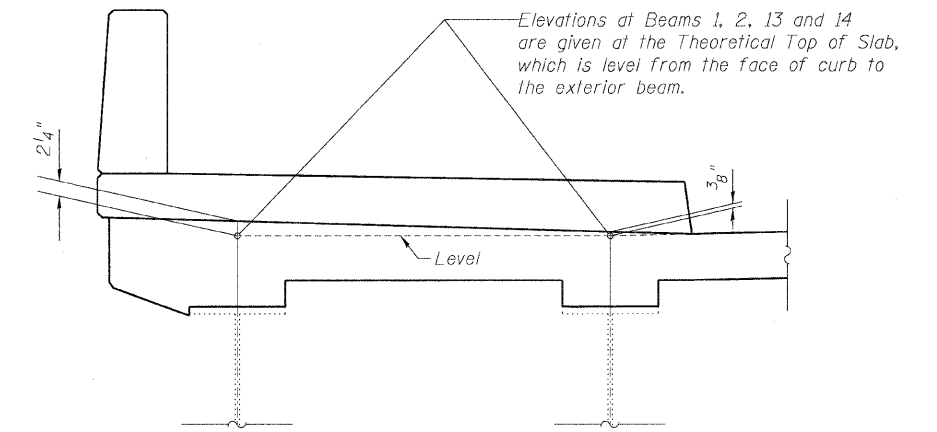 Elevations at Beams 1, 2, 13 and 14
are given at the Theoretical Top of Slab,
which is level from the face of curb to
the exterior beam.
2¼"
⅜"
Level